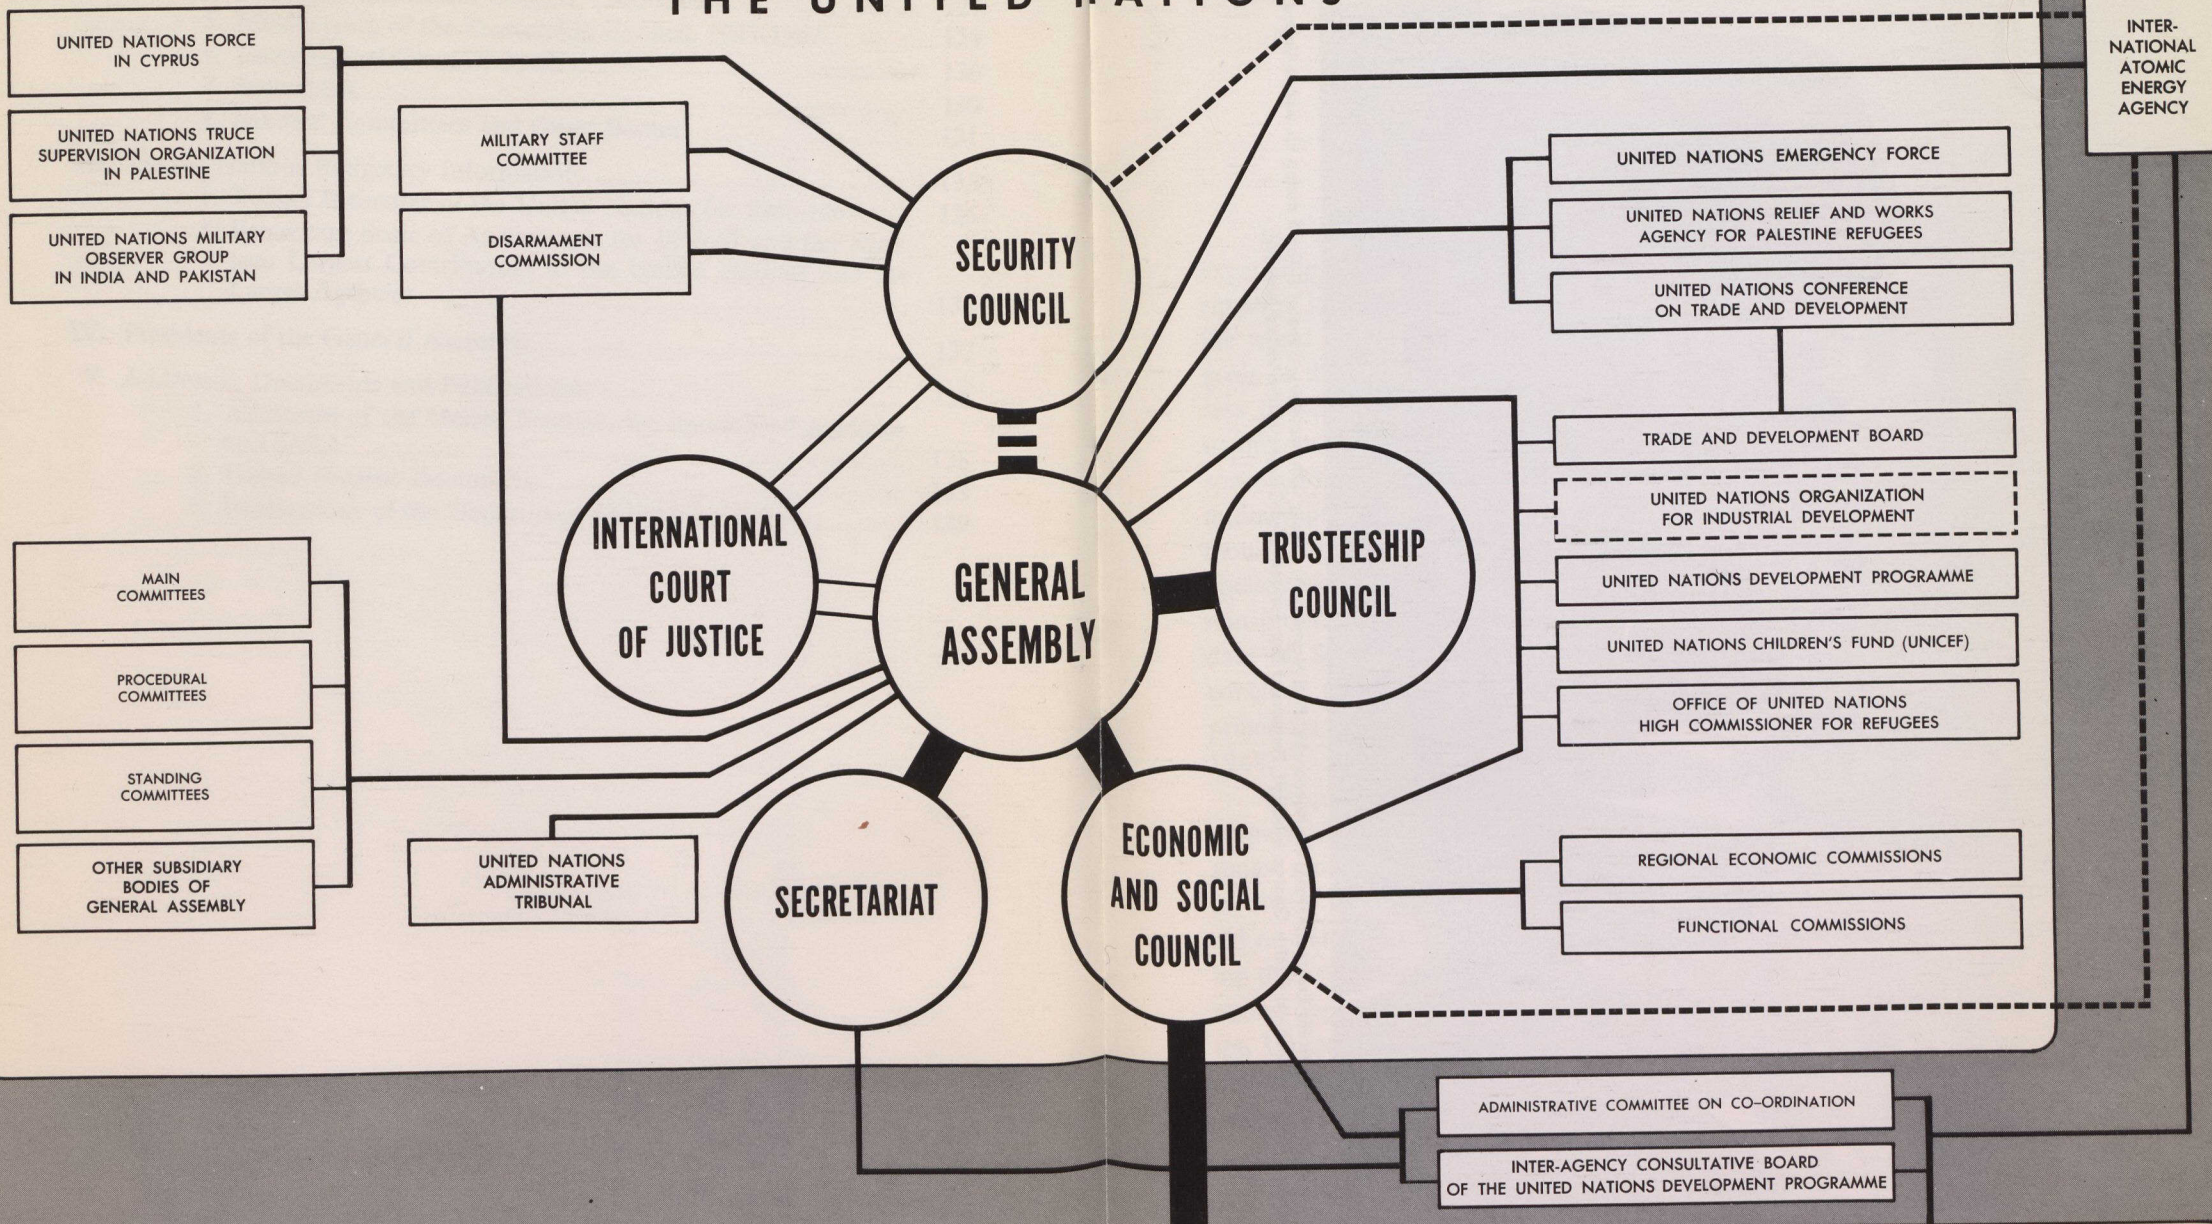 THE UNITED NATIONS
UNITED NATIONS FORCE
IN CYPRUS
UNITED NATIONS TRUCE
SUPERVISION ORGANIZATION
IN PALESTINE
UNITED NATIONS MILITARY
OBSERVER GROUP
IN INDIA AND PAKISTAN
MILITARY STAFF
COMMITTEE
DISARMAMENT
COMMISSION
SECURITY
COUNCIL
INTER-
NATIONAL
ATOMIC
ENERGY
AGENCY
UNITED NATIONS EMERGENCY FORCE
UNITED NATIONS RELIEF AND WORKS
AGENCY FOR PALESTINE REFUGEES
UNITED NATIONS CONFERENCE
ON TRADE AND DEVELOPMENT
TRADE AND DEVELOPMENT BOARD
UNITED NATIONS ORGANIZATION
FOR INDUSTRIAL DEVELOPMENT
UNITED NATIONS DEVELOPMENT PROGRAMME
UNITED NATIONS CHILDREN'S FUND (UNICEF)
OFFICE OF UNITED NATIONS
HIGH COMMISSIONER FOR REFUGEES
INTERNATIONAL
COURT
OF JUSTICE
GENERAL
ASSEMBLY
TRUSTEESHIP
COUNCIL
MAIN
COMMITTEES
PROCEDURAL
COMMITTEES
STANDING
COMMITTEES
OTHER SUBSIDIARY
BODIES OF
GENERAL ASSEMBLY
UNITED NATIONS
ADMINISTRATIVE
TRIBUNAL
SECRETARIAT
ECONOMIC
AND SOCIAL
COUNCIL
REGIONAL ECONOMIC COMMISSIONS
FUNCTIONAL COMMISSIONS
ADMINISTRATIVE COMMITTEE ON CO-ORDINATION
INTER-AGENCY CONSULTATIVE BOARD
OF THE UNITED NATIONS DEVELOPMENT PROGRAMME